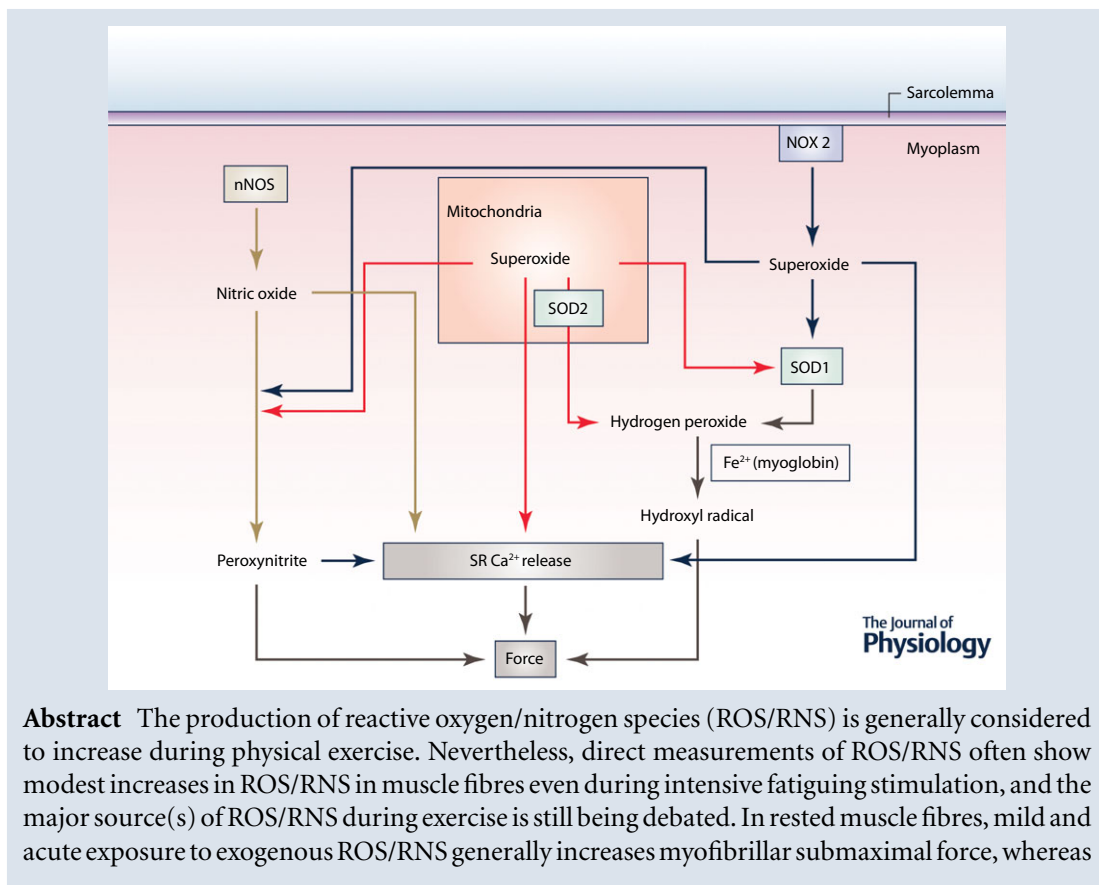 Sarcolemma
NOX 2
Myoplasm
nNOS
Mitochondria
Superoxide
Superoxide
Nitric oxide
SOD2
SOD1
Hydrogen peroxide
Fe²⁺ (myoglobin)
Hydroxyl radical
Peroxynitrite
SR Ca²⁺ release
The Journal of
Physiology
Force
Abstract The production of reactive oxygen/nitrogen species (ROS/RNS) is generally considered
to increase during physical exercise. Nevertheless, direct measurements of ROS/RNS often show
modest increases in ROS/RNS in muscle fibres even during intensive fatiguing stimulation, and the
major source(s) of ROS/RNS during exercise is still being debated. In rested muscle fibres, mild and
acute exposure to exogenous ROS/RNS generally increases myofibrillar submaximal force, whereas